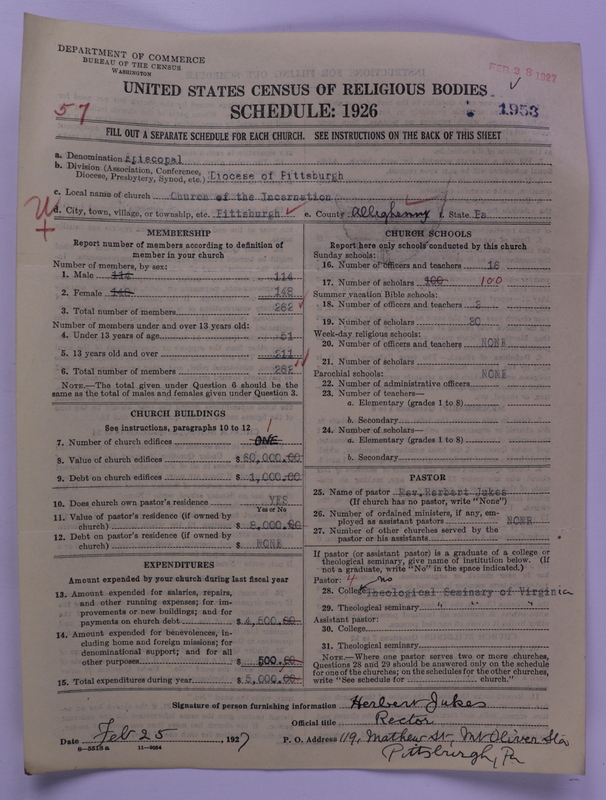 DEPARTMENT OF COMMERCE
BUREAU OF THE CENSUS
WASHINGTON
FEB 28 1927
UNITED STATES CENSUS OF RELIGIOUS BODIES
57
SCHEDULE: 1926
1953
FILL OUT A SEPARATE SCHEDULE FOR EACH CHURCH. SEE INSTRUCTIONS ON THE BACK OF THIS SHEET
a. Denomination Episcopal
b. Division (Association, Conference,
Diocese, Presbytery, Synod, etc.) Diocese of Pittsburgh
c. Local name of church Church of the Incarnation
d. City, town, village, or township, etc. Pittsburgh e. County Allegheny f. State Pa
MEMBERSHIP
Report number of members according to definition of
member in your church
Number of members, by sex:
1. Male 114 114
2. Female 148 148
3. Total number of members 262
Number of members under and over 13 years old:
4. Under 13 years of age 51
5. 13 years old and over 211
6. Total number of members 262
NOTE.—The total given under Question 6 should be
same as the total of males and females given under Question 3.
CHURCH BUILDINGS
See instructions, paragraphs 10 to 12
7. Number of church edifices ONE 1
8. Value of church edifices $ 60,000.00
9. Debt on church edifices $ 1,000.00
10. Does church own pastor's residence YES
Yes or No
11. Value of pastor's residence (if owned by
church) $ 8,000.00
12. Debt on pastor's residence (if owned by
church) $ NONE
EXPENDITURES
Amount expended by your church during last fiscal year
13. Amount expended for salaries, repairs,
and other running expenses; for im-
provements or new buildings; and for
payments on church debt $ 4,500.00
14. Amount expended for benevolences, in-
cluding home and foreign missions; for
denominational support; and for all
other purposes $ 500.00
15. Total expenditures during year $ 5,000.00
CHURCH SCHOOLS
Report here only schools conducted by this church
Sunday schools:
16. Number of officers and teachers 16
17. Number of scholars 100 100
Summer vacation Bible schools:
18. Number of officers and teachers 3
19. Number of scholars 80
Week-day religious schools:
20. Number of officers and teachers NONE
21. Number of scholars
Parochial schools: NONE
22. Number of administrative officers
23. Number of teachers—
a. Elementary (grades 1 to 8)
b. Secondary
24. Number of scholars—
a. Elementary (grades 1 to 8)
b. Secondary
PASTOR
25. Name of pastor Rev. Herbert Jukes
(If church has no pastor, write "None")
26. Number of ordained ministers, if any, em-
ployed as assistant pastors NONE
27. Number of other churches served by the
pastor or his assistants
If pastor (or assistant pastor) is a graduate of a college or
theological seminary, give name of institution below. (If
not a graduate, write "No" in the space indicated.)
Pastor: 4 no
28. College Theological Seminary of Virginia
29. Theological seminary " " "
Assistant pastor:
30. College
31. Theological seminary
NOTE.—Where one pastor serves two or more churches,
Questions 28 and 29 should be answered only on the schedule
for one of the churches; on the schedules for the other churches,
write "See schedule for church."
Signature of person furnishing information Herbert Jukes
Official title Rector
Date Feb 25, 1927 P. O. Address 119, Mathew St, Mt Oliver Sta
Pittsburgh, Pa
8—5518a 11—9054